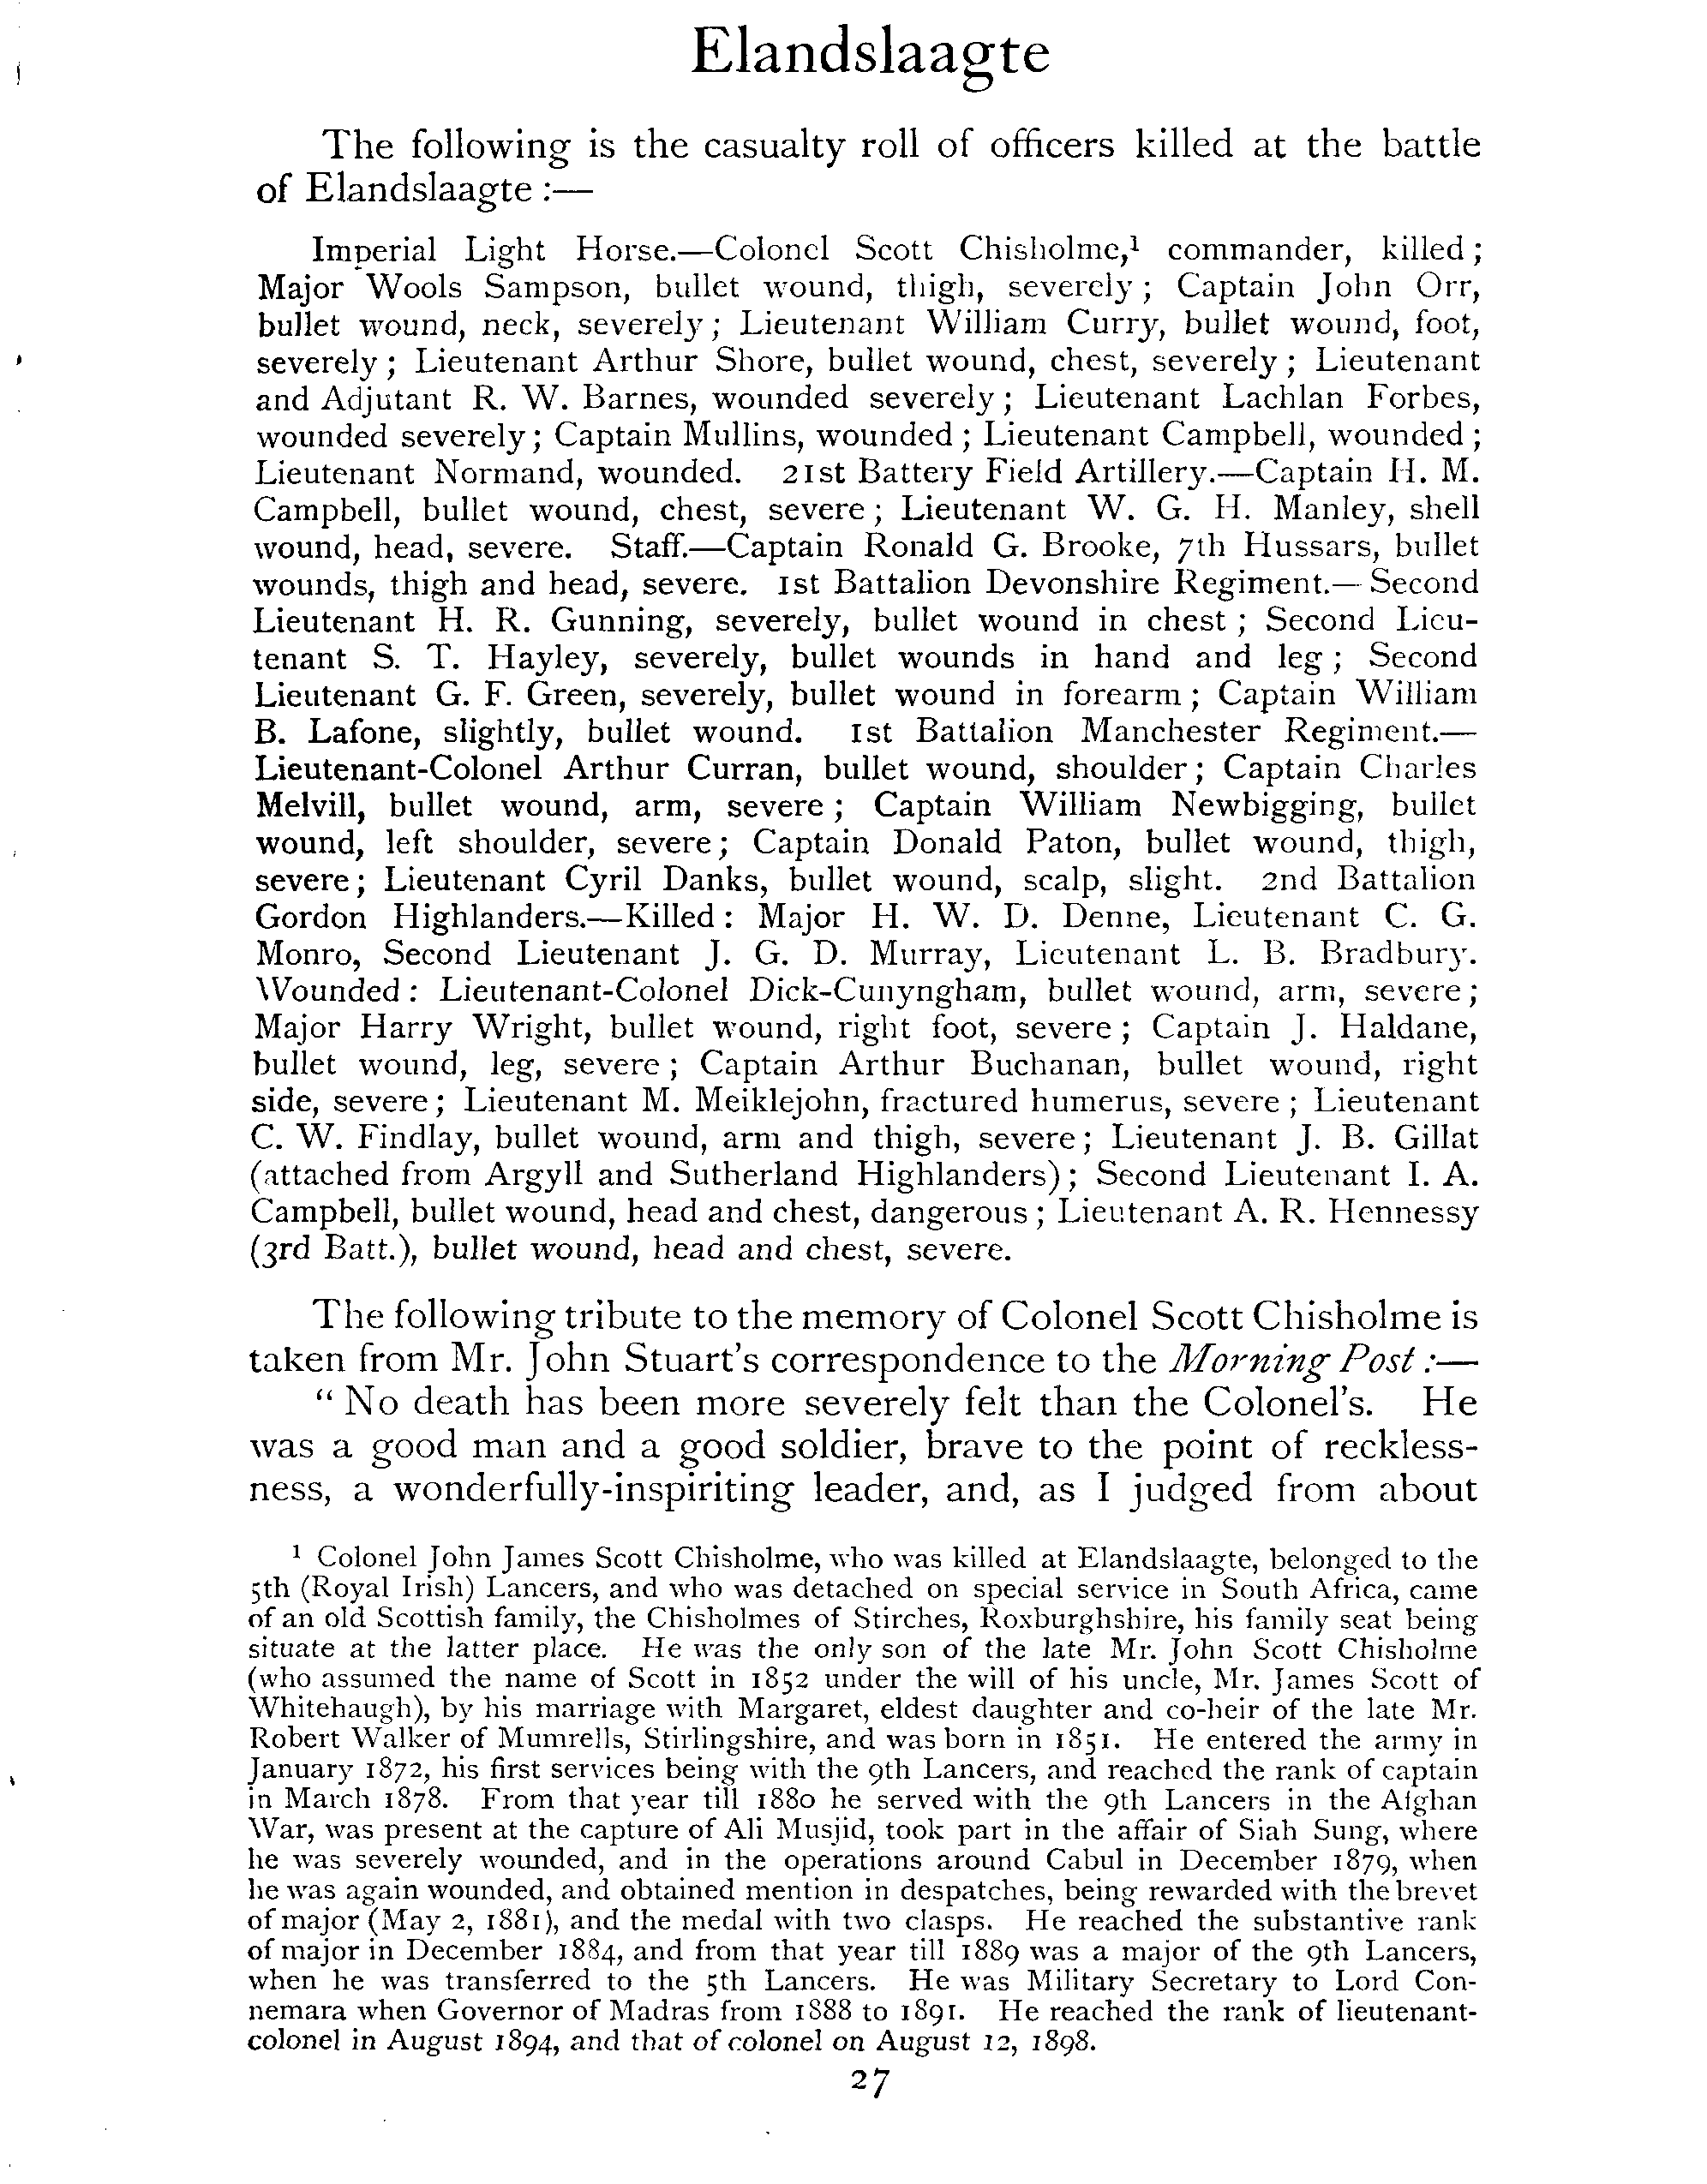 Elandslaagte
The following is the casualty roll of officers killed at the battle
of Elandslaagte :—
Imperial Light Horse.—Colonel Scott Chisholme,¹ commander, killed ;
Major Wools Sampson, bullet wound, thigh, severely ; Captain John Orr,
bullet wound, neck, severely ; Lieutenant William Curry, bullet wound, foot,
severely ; Lieutenant Arthur Shore, bullet wound, chest, severely ; Lieutenant
and Adjutant R. W. Barnes, wounded severely ; Lieutenant Lachlan Forbes,
wounded severely ; Captain Mullins, wounded ; Lieutenant Campbell, wounded ;
Lieutenant Normand, wounded. 21st Battery Field Artillery.—Captain H. M.
Campbell, bullet wound, chest, severe ; Lieutenant W. G. H. Manley, shell
wound, head, severe. Staff.—Captain Ronald G. Brooke, 7th Hussars, bullet
wounds, thigh and head, severe. 1st Battalion Devonshire Regiment.— Second
Lieutenant H. R. Gunning, severely, bullet wound in chest ; Second Lieu-
tenant S. T. Hayley, severely, bullet wounds in hand and leg ; Second
Lieutenant G. F. Green, severely, bullet wound in forearm ; Captain William
B. Lafone, slightly, bullet wound. 1st Battalion Manchester Regiment.—
Lieutenant-Colonel Arthur Curran, bullet wound, shoulder ; Captain Charles
Melvill, bullet wound, arm, severe ; Captain William Newbigging, bullet
wound, left shoulder, severe ; Captain Donald Paton, bullet wound, thigh,
severe ; Lieutenant Cyril Danks, bullet wound, scalp, slight. 2nd Battalion
Gordon Highlanders.—Killed : Major H. W. D. Denne, Lieutenant C. G.
Monro, Second Lieutenant J. G. D. Murray, Lieutenant L. B. Bradbury.
Wounded : Lieutenant-Colonel Dick-Cunyngham, bullet wound, arm, severe ;
Major Harry Wright, bullet wound, right foot, severe ; Captain J. Haldane,
bullet wound, leg, severe ; Captain Arthur Buchanan, bullet wound, right
side, severe ; Lieutenant M. Meiklejohn, fractured humerus, severe ; Lieutenant
C. W. Findlay, bullet wound, arm and thigh, severe ; Lieutenant J. B. Gillat
(attached from Argyll and Sutherland Highlanders) ; Second Lieutenant I. A.
Campbell, bullet wound, head and chest, dangerous ; Lieutenant A. R. Hennessy
(3rd Batt.), bullet wound, head and chest, severe.
The following tribute to the memory of Colonel Scott Chisholme is
taken from Mr. John Stuart's correspondence to the Morning Post :—
" No death has been more severely felt than the Colonel's. He
was a good man and a good soldier, brave to the point of reckless-
ness, a wonderfully-inspiriting leader, and, as I judged from about
¹ Colonel John James Scott Chisholme, who was killed at Elandslaagte, belonged to the
5th (Royal Irish) Lancers, and who was detached on special service in South Africa, came
of an old Scottish family, the Chisholmes of Stirches, Roxburghshire, his family seat being
situate at the latter place. He was the only son of the late Mr. John Scott Chisholme
(who assumed the name of Scott in 1852 under the will of his uncle, Mr. James Scott of
Whitehaugh), by his marriage with Margaret, eldest daughter and co-heir of the late Mr.
Robert Walker of Mumrells, Stirlingshire, and was born in 1851. He entered the army in
January 1872, his first services being with the 9th Lancers, and reached the rank of captain
in March 1878. From that year till 1880 he served with the 9th Lancers in the Afghan
War, was present at the capture of Ali Musjid, took part in the affair of Siah Sung, where
he was severely wounded, and in the operations around Cabul in December 1879, when
he was again wounded, and obtained mention in despatches, being rewarded with the brevet
of major (May 2, 1881), and the medal with two clasps. He reached the substantive rank
of major in December 1884, and from that year till 1889 was a major of the 9th Lancers,
when he was transferred to the 5th Lancers. He was Military Secretary to Lord Con-
nemara when Governor of Madras from 1888 to 1891. He reached the rank of lieutenant-
colonel in August 1894, and that of colonel on August 12, 1898.
27